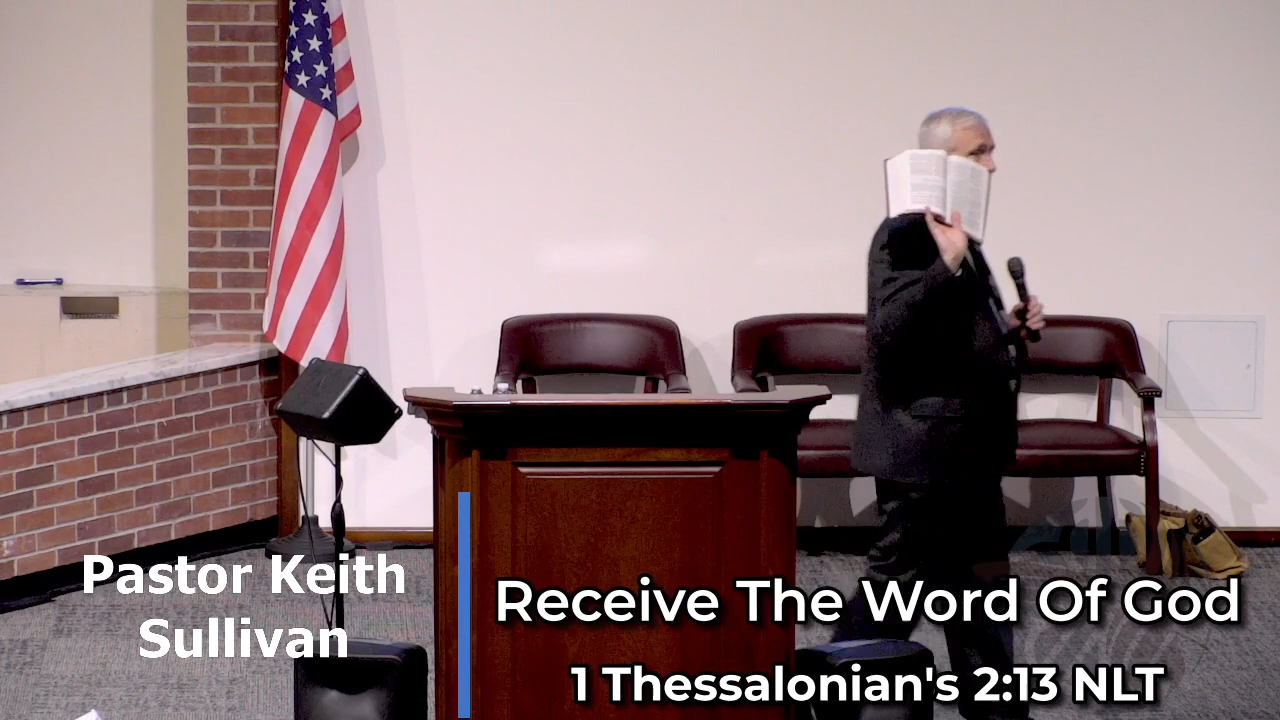 Pastor Keith
Sullivan
Receive The Word Of God
1 Thessalonian's 2:13 NLT